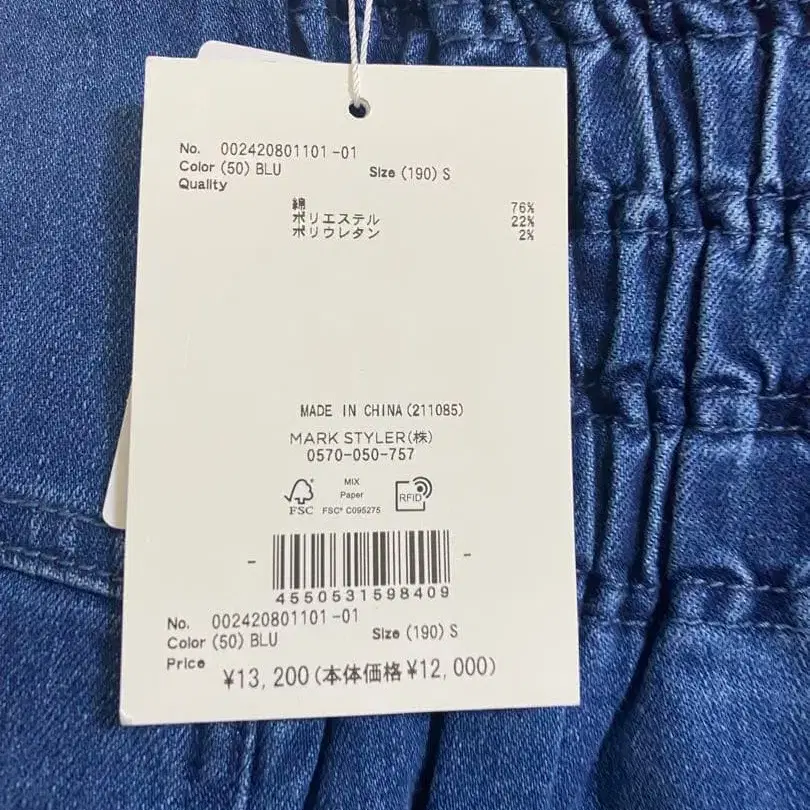 No. 002420801101-01
Color (50) BLU Size (190) S
Quality
綿 76%
ポリエステル 22%
ポリウレタン 2%
MADE IN CHINA(211085)
MARK STYLER(株)
0570-050-757
FSC
MIX
Paper
FSC® C095275
RFID
4550531598409
No. 002420801101-01
Color (50) BLU Size (190) S
Price ¥13,200(本体価格¥12,000)